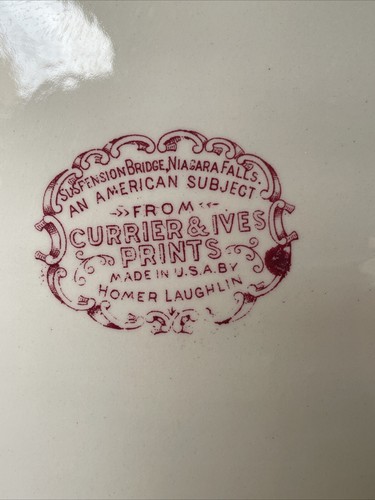 SUSPENSION BRIDGE, NIAGARA FALLS.
AN AMERICAN SUBJECT
FROM
CURRIER & IVES
PRINTS
MADE IN U.S.A. BY
HOMER LAUGHLIN